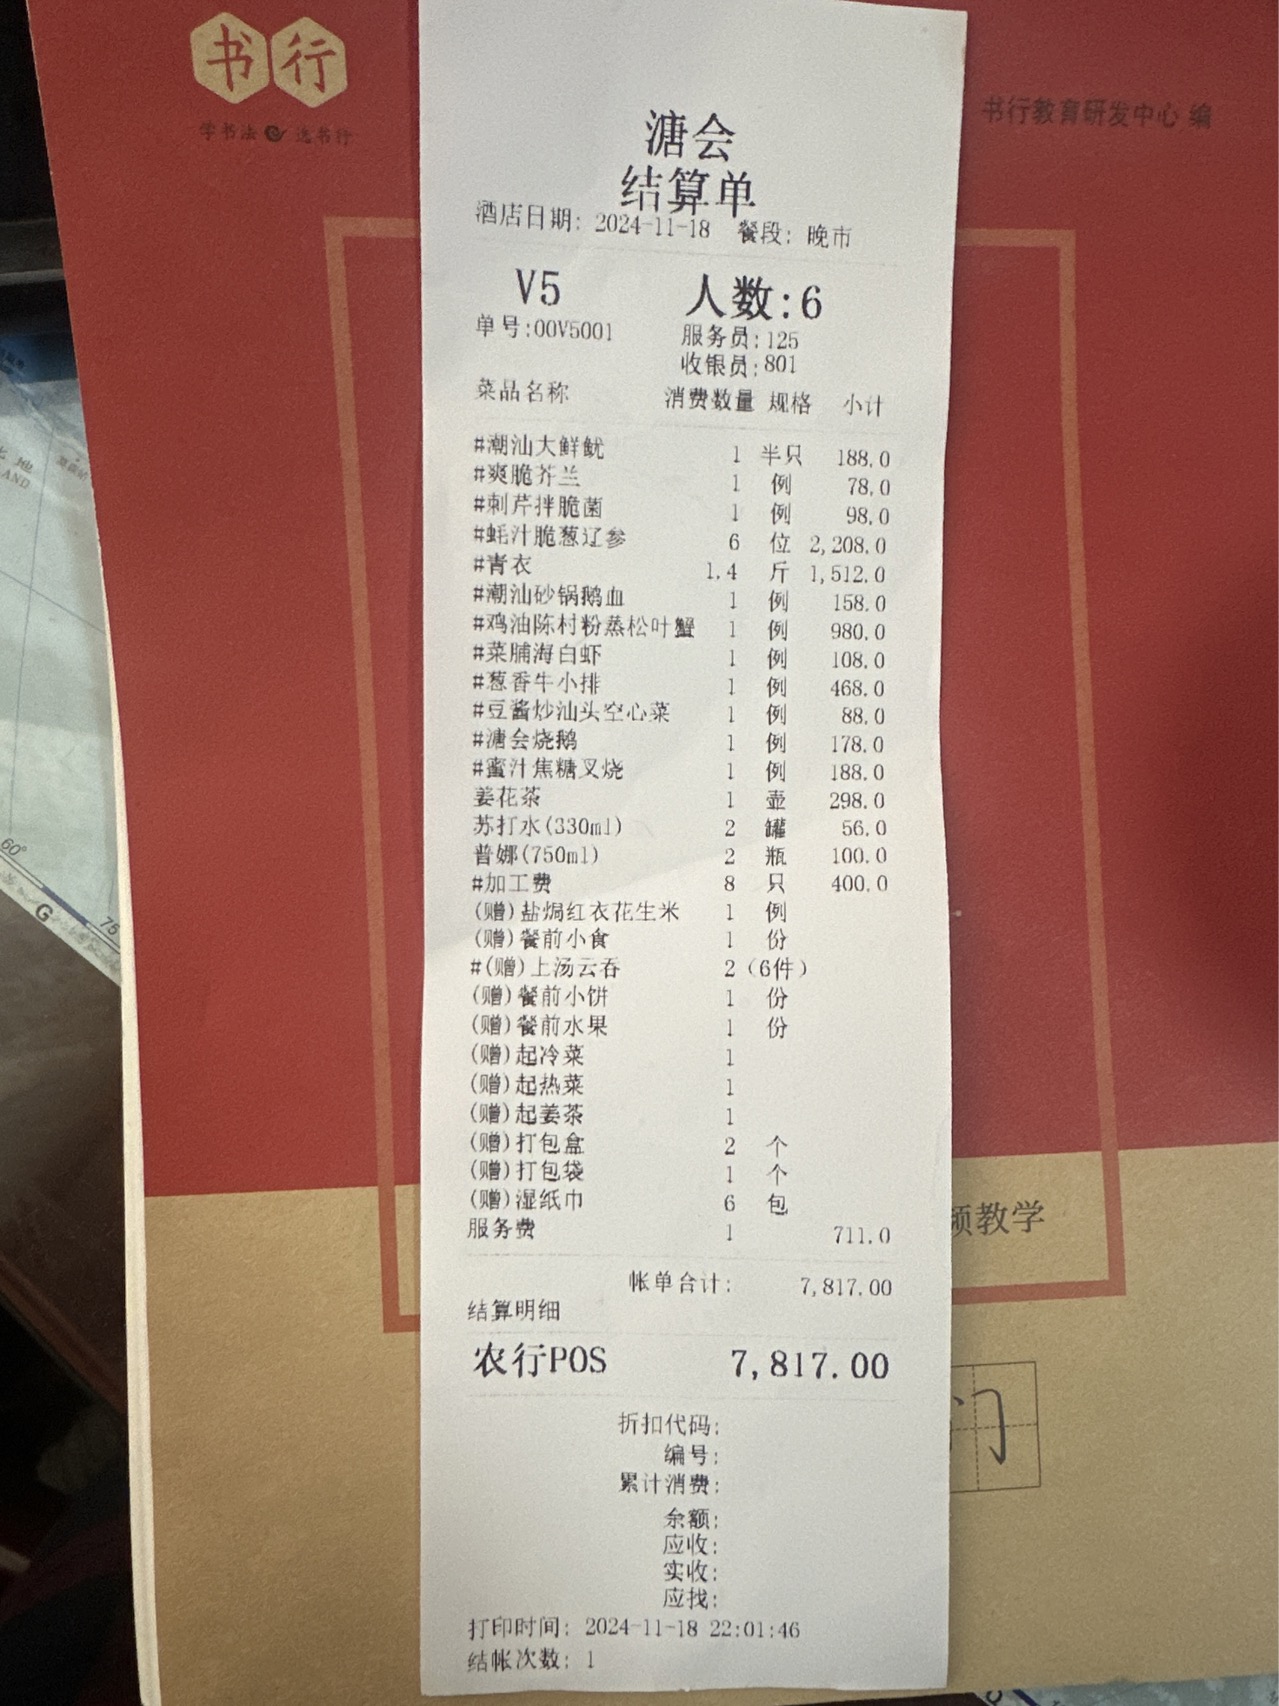 书行
学书法 选书行
书行教育研发中心 编
溏会
结算单
酒店日期: 2024-11-18 餐段: 晚市
V5 人数:6
单号:00V5001 服务员:125
收银员:801
菜品名称 消费数量 规格 小计
#潮汕大鲜鱿 1 半只 188.0
#爽脆芥兰 1 例 78.0
#刺芹拌脆菌 1 例 98.0
#蚝汁脆葱辽参 6 位 2,208.0
#青衣 1.4 斤 1,512.0
#潮汕砂锅鹅血 1 例 158.0
#鸡油陈村粉蒸松叶蟹 1 例 980.0
#菜脯海白虾 1 例 108.0
#葱香牛小排 1 例 468.0
#豆酱炒汕头空心菜 1 例 88.0
#溏会烧鹅 1 例 178.0
#蜜汁焦糖叉烧 1 例 188.0
姜花茶 1 壶 298.0
苏打水(330ml) 2 罐 56.0
普娜(750ml) 2 瓶 100.0
#加工费 8 只 400.0
(赠)盐焗红衣花生米 1 例
(赠)餐前小食 1 份
#(赠)上汤云吞 2 (6件)
(赠)餐前小饼 1 份
(赠)餐前水果 1 份
(赠)起冷菜 1
(赠)起热菜 1
(赠)起姜茶 1
(赠)打包盒 2 个
(赠)打包袋 1 个
(赠)湿纸巾 6 包
服务费 1 711.0
帐单合计: 7,817.00
结算明细
农行POS 7,817.00
折扣代码:
编号:
累计消费:
余额:
应收:
实收:
应找:
打印时间: 2024-11-18 22:01:46
结帐次数: 1
频教学
60°
G
75
AND